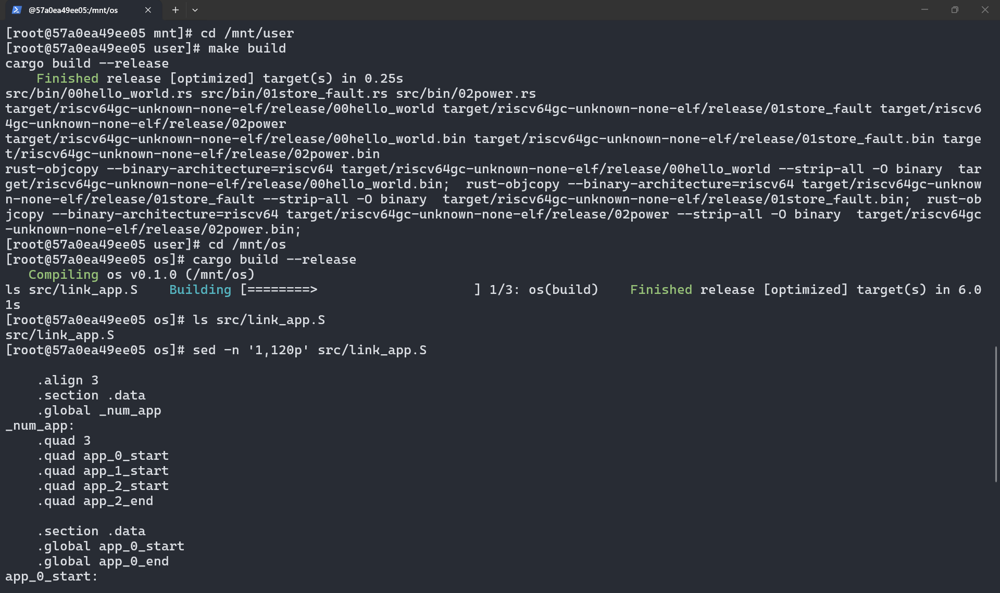 @57a0ea49ee05:/mnt/os
[root@57a0ea49ee05 mnt]# cd /mnt/user
[root@57a0ea49ee05 user]# make build
cargo build --release
    Finished release [optimized] target(s) in 0.25s
src/bin/00hello_world.rs src/bin/01store_fault.rs src/bin/02power.rs
target/riscv64gc-unknown-none-elf/release/00hello_world target/riscv64gc-unknown-none-elf/release/01store_fault target/riscv6
4gc-unknown-none-elf/release/02power
target/riscv64gc-unknown-none-elf/release/00hello_world.bin target/riscv64gc-unknown-none-elf/release/01store_fault.bin targe
t/riscv64gc-unknown-none-elf/release/02power.bin
rust-objcopy --binary-architecture=riscv64 target/riscv64gc-unknown-none-elf/release/00hello_world --strip-all -O binary  tar
get/riscv64gc-unknown-none-elf/release/00hello_world.bin;  rust-objcopy --binary-architecture=riscv64 target/riscv64gc-unknow
n-none-elf/release/01store_fault --strip-all -O binary  target/riscv64gc-unknown-none-elf/release/01store_fault.bin;  rust-ob
jcopy --binary-architecture=riscv64 target/riscv64gc-unknown-none-elf/release/02power --strip-all -O binary  target/riscv64gc
-unknown-none-elf/release/02power.bin;
[root@57a0ea49ee05 user]# cd /mnt/os
[root@57a0ea49ee05 os]# cargo build --release
   Compiling os v0.1.0 (/mnt/os)
ls src/link_app.S    Building [========>                    ] 1/3: os(build)    Finished release [optimized] target(s) in 6.0
1s
[root@57a0ea49ee05 os]# ls src/link_app.S
src/link_app.S
[root@57a0ea49ee05 os]# sed -n '1,120p' src/link_app.S

    .align 3
    .section .data
    .global _num_app
_num_app:
    .quad 3
    .quad app_0_start
    .quad app_1_start
    .quad app_2_start
    .quad app_2_end

    .section .data
    .global app_0_start
    .global app_0_end
app_0_start: